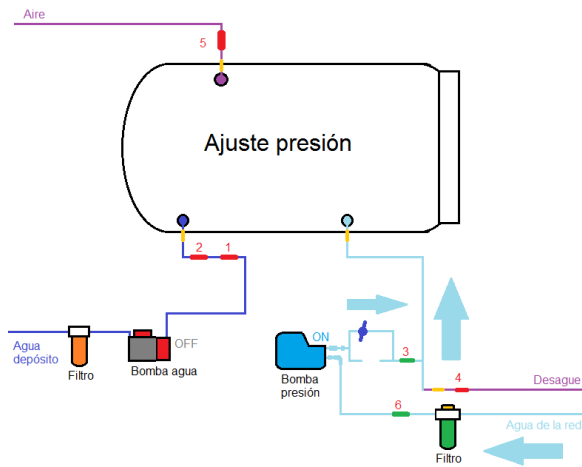 Aire
5
Ajuste presión
2 1
OFF
ON
3
4
Agua
depósito
Filtro
Bomba agua
Bomba
presión
6
Desague
Agua de la red
Filtro